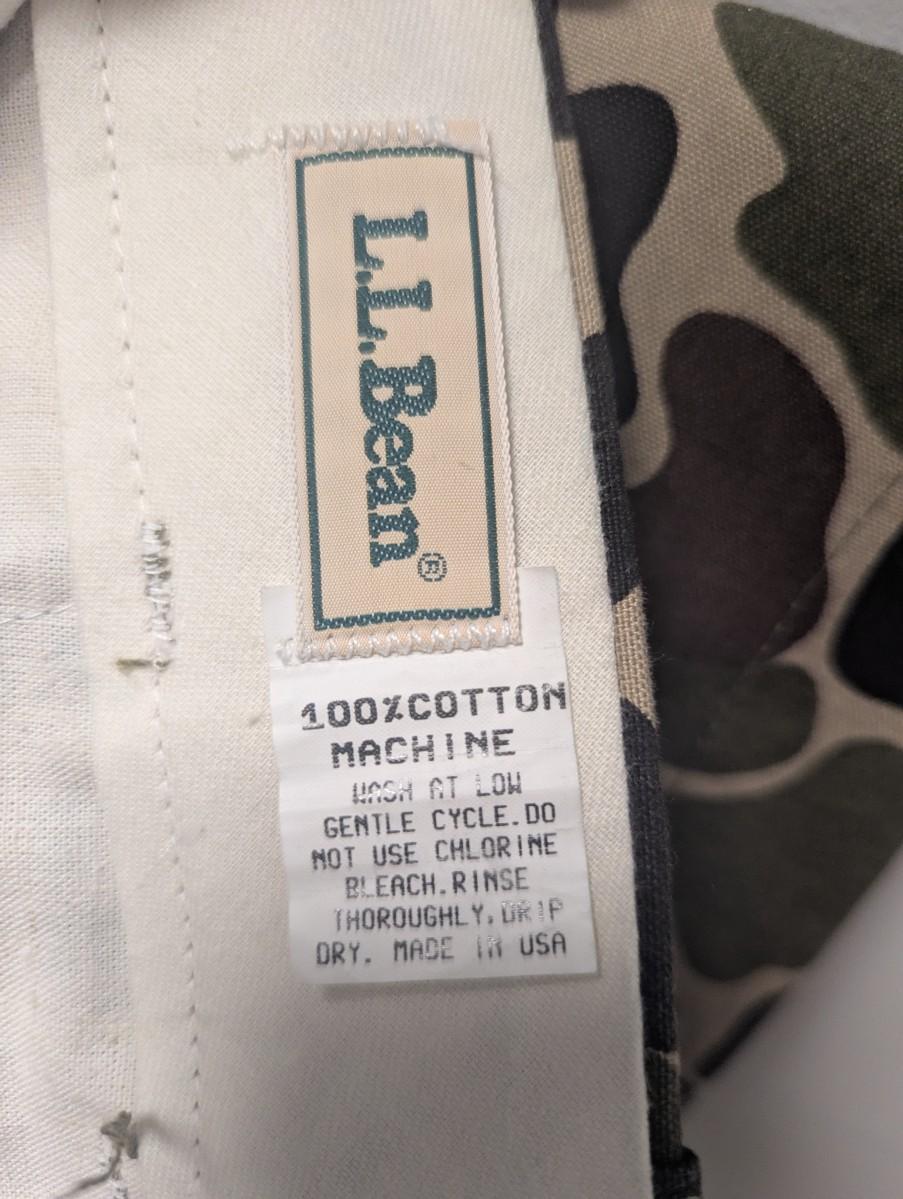 L.L.Bean®
100%COTTON
MACHINE
WASH AT LOW
GENTLE CYCLE.DO
NOT USE CHLORINE
BLEACH.RINSE
THOROUGHLY, DRIP
DRY. MADE IN USA